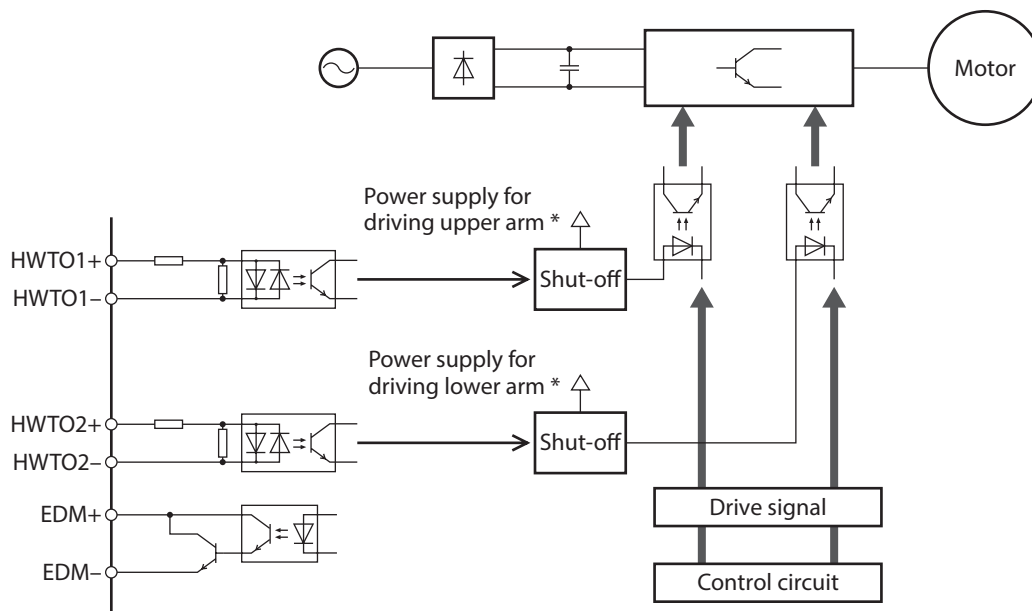 Motor
Power supply for
driving upper arm *
HWTO1+
HWTO1–
Shut-off
Power supply for
driving lower arm *
HWTO2+
HWTO2–
Shut-off
EDM+
EDM–
Drive signal
Control circuit